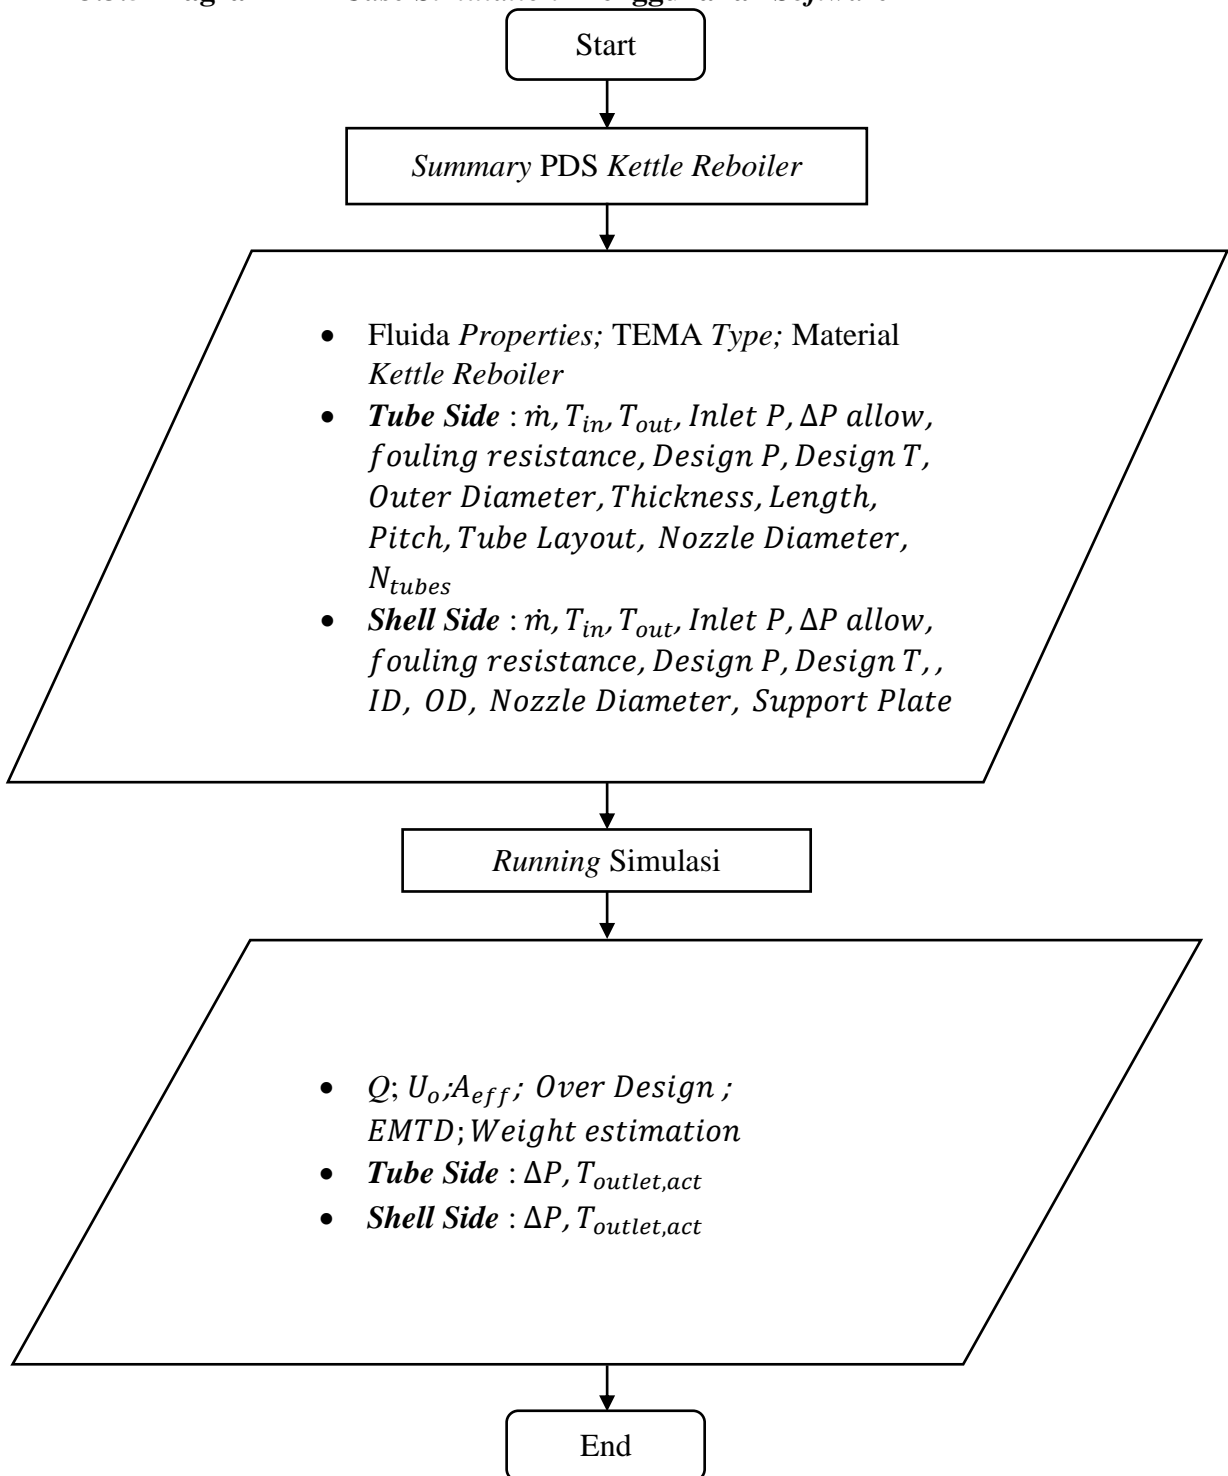 Software
Start
Summary PDS Kettle Reboiler
• Fluida Properties; TEMA Type; Material
Kettle Reboiler
• Tube Side : ṁ, T_in, T_out, Inlet P, ΔP allow,
fouling resistance, Design P, Design T,
Outer Diameter, Thickness, Length,
Pitch, Tube Layout, Nozzle Diameter,
N_tubes
• Shell Side : ṁ, T_in, T_out, Inlet P, ΔP allow,
fouling resistance, Design P, Design T, ,
ID, OD, Nozzle Diameter, Support Plate
Running Simulasi
• Q; U_o;A_eff; Over Design ;
EMTD; Weight estimation
• Tube Side : ΔP, T_outlet,act
• Shell Side : ΔP, T_outlet,act
End